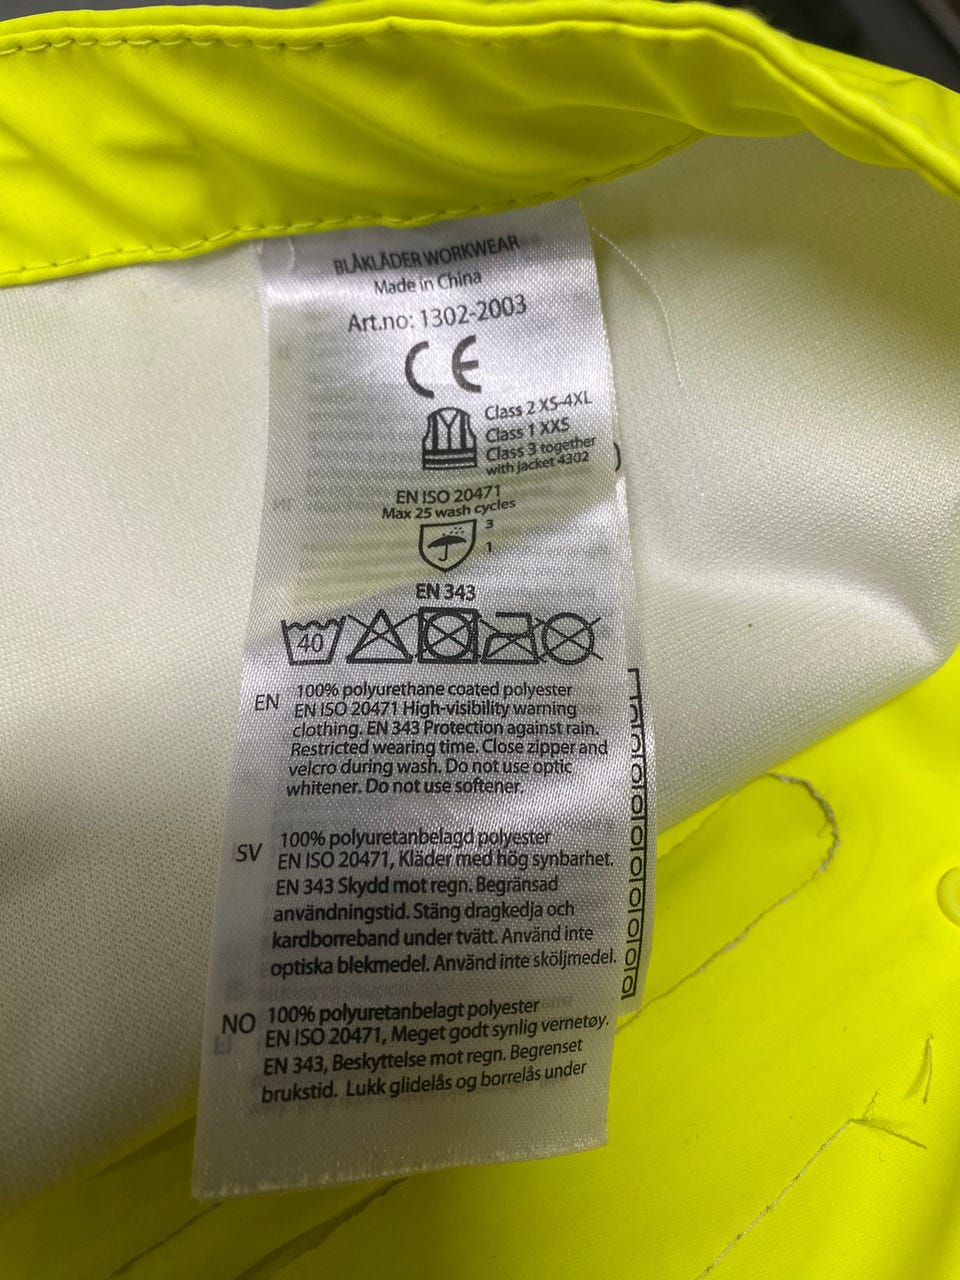 BLÅKLÄDER WORKWEAR
Made in China
Art.no: 1302-2003
CE
Class 2 XS-4XL
Class 1 XXS
Class 3 together
with jacket 4302
EN ISO 20471
Max 25 wash cycles
3
1
EN 343
40
EN 100% polyurethane coated polyester
EN ISO 20471 High-visibility warning
clothing. EN 343 Protection against rain.
Restricted wearing time. Close zipper and
velcro during wash. Do not use optic
whitener. Do not use softener.
SV 100% polyuretanbelagd polyester
EN ISO 20471, Kläder med hög synbarhet.
EN 343 Skydd mot regn. Begränsad
användningstid. Stäng dragkedja och
kardborreband under tvätt. Använd inte
optiska blekmedel. Använd inte sköljmedel.
NO 100% polyuretanbelagt polyester
EN ISO 20471, Meget godt synlig vernetøy.
EN 343, Beskyttelse mot regn. Begrenset
brukstid. Lukk glidelås og borrelås under